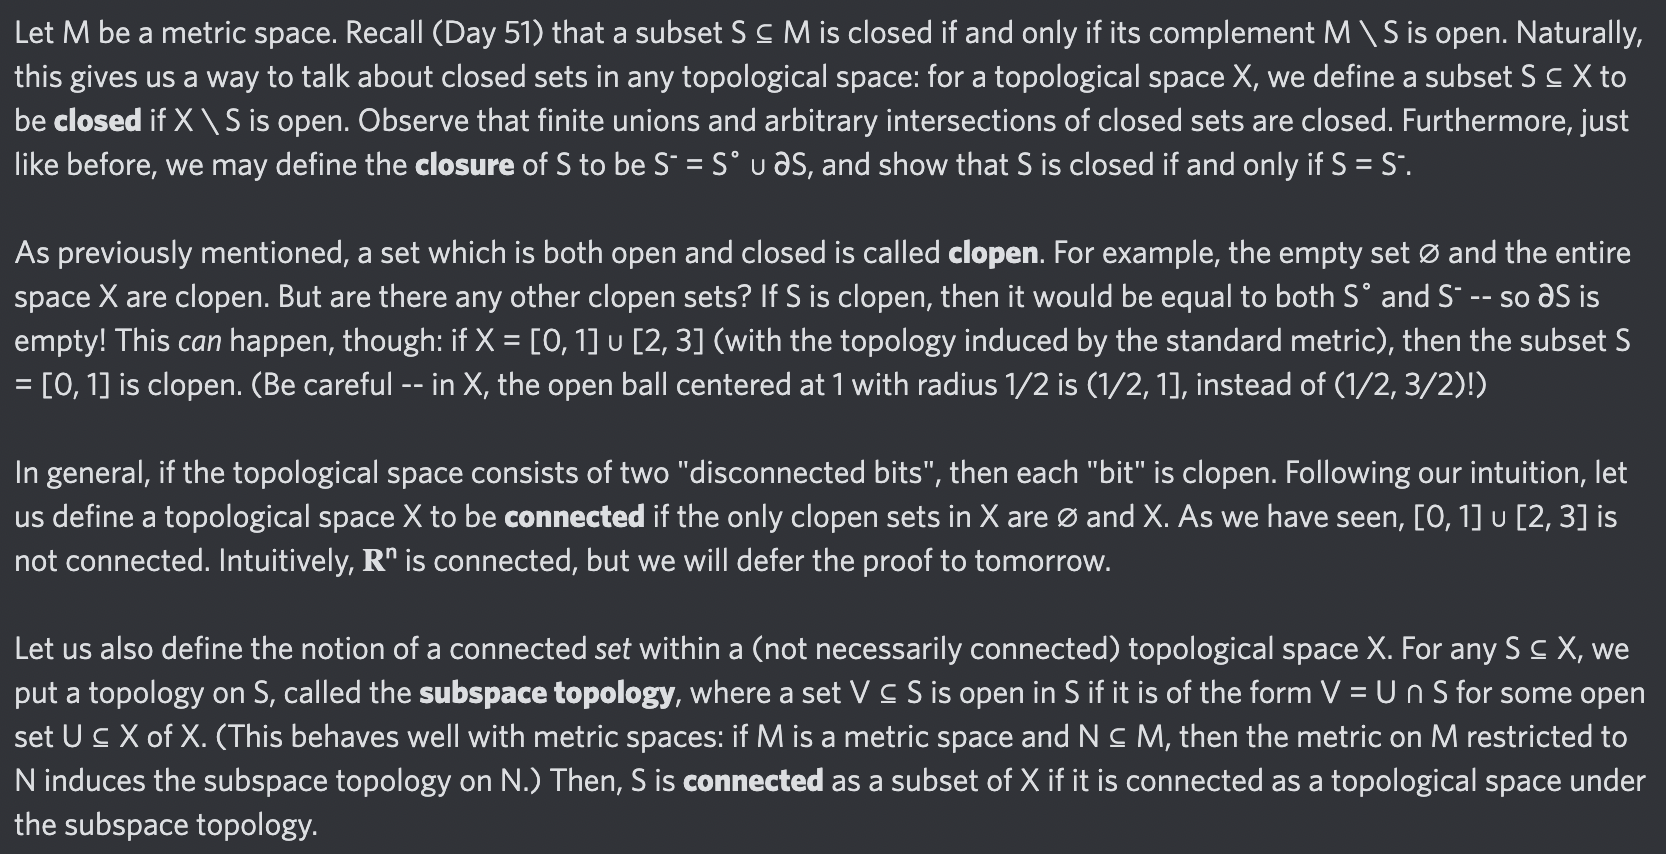 Let M be a metric space. Recall (Day 51) that a subset S ⊆ M is closed if and only if its complement M \ S is open. Naturally,
this gives us a way to talk about closed sets in any topological space: for a topological space X, we define a subset S ⊆ X to
be closed if X \ S is open. Observe that finite unions and arbitrary intersections of closed sets are closed. Furthermore, just
like before, we may define the closure of S to be S⁻ = S° ∪ ∂S, and show that S is closed if and only if S = S⁻.

As previously mentioned, a set which is both open and closed is called clopen. For example, the empty set ∅ and the entire
space X are clopen. But are there any other clopen sets? If S is clopen, then it would be equal to both S° and S⁻ -- so ∂S is
empty! This can happen, though: if X = [0, 1] ∪ [2, 3] (with the topology induced by the standard metric), then the subset S
= [0, 1] is clopen. (Be careful -- in X, the open ball centered at 1 with radius 1/2 is (1/2, 1], instead of (1/2, 3/2)!)

In general, if the topological space consists of two "disconnected bits", then each "bit" is clopen. Following our intuition, let
us define a topological space X to be connected if the only clopen sets in X are ∅ and X. As we have seen, [0, 1] ∪ [2, 3] is
not connected. Intuitively, Rⁿ is connected, but we will defer the proof to tomorrow.

Let us also define the notion of a connected set within a (not necessarily connected) topological space X. For any S ⊆ X, we
put a topology on S, called the subspace topology, where a set V ⊆ S is open in S if it is of the form V = U ∩ S for some open
set U ⊆ X of X. (This behaves well with metric spaces: if M is a metric space and N ⊆ M, then the metric on M restricted to
N induces the subspace topology on N.) Then, S is connected as a subset of X if it is connected as a topological space under
the subspace topology.